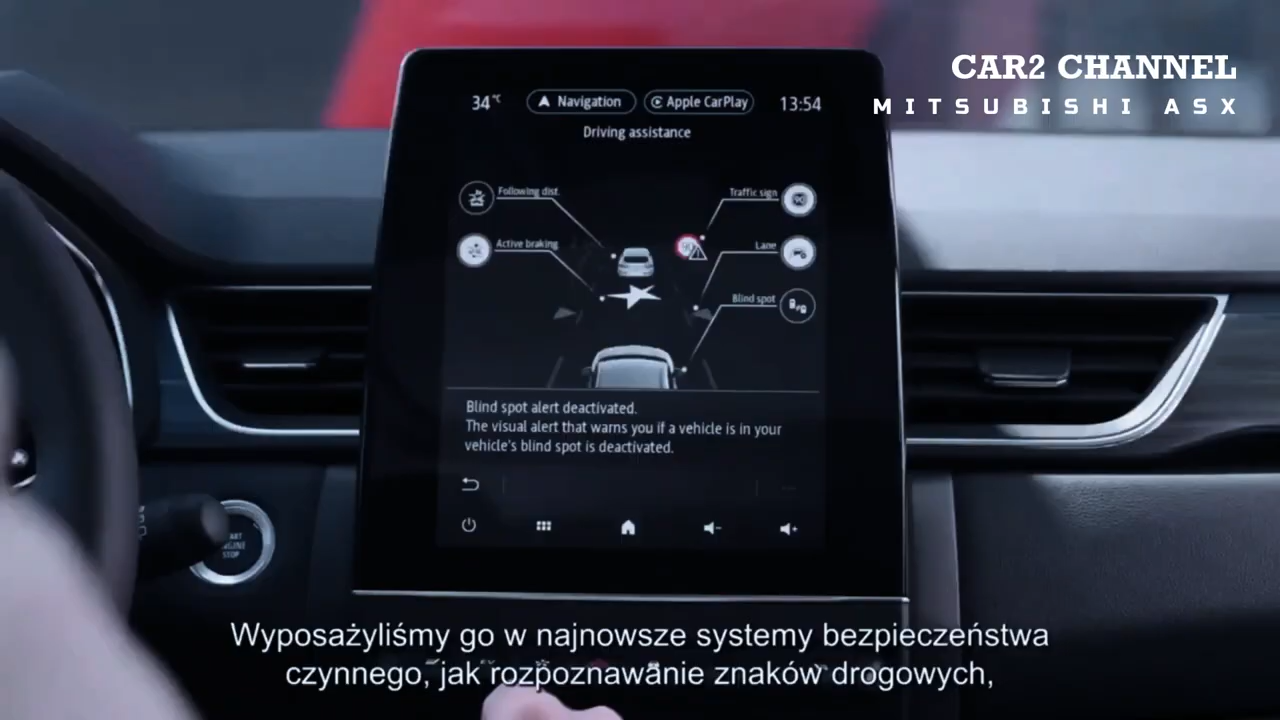 CAR2 CHANNEL
MITSUBISHI ASX
34°C Navigation Apple CarPlay 13:54
Driving assistance
Following dist.
Traffic sign
Active braking
Lane
90
Blind spot
Blind spot alert deactivated.
The visual alert that warns you if a vehicle is in your
vehicle's blind spot is deactivated.
STOP
Wyposażyliśmy go w najnowsze systemy bezpieczeństwa
czynnego, jak rozpoznawanie znaków drogowych,